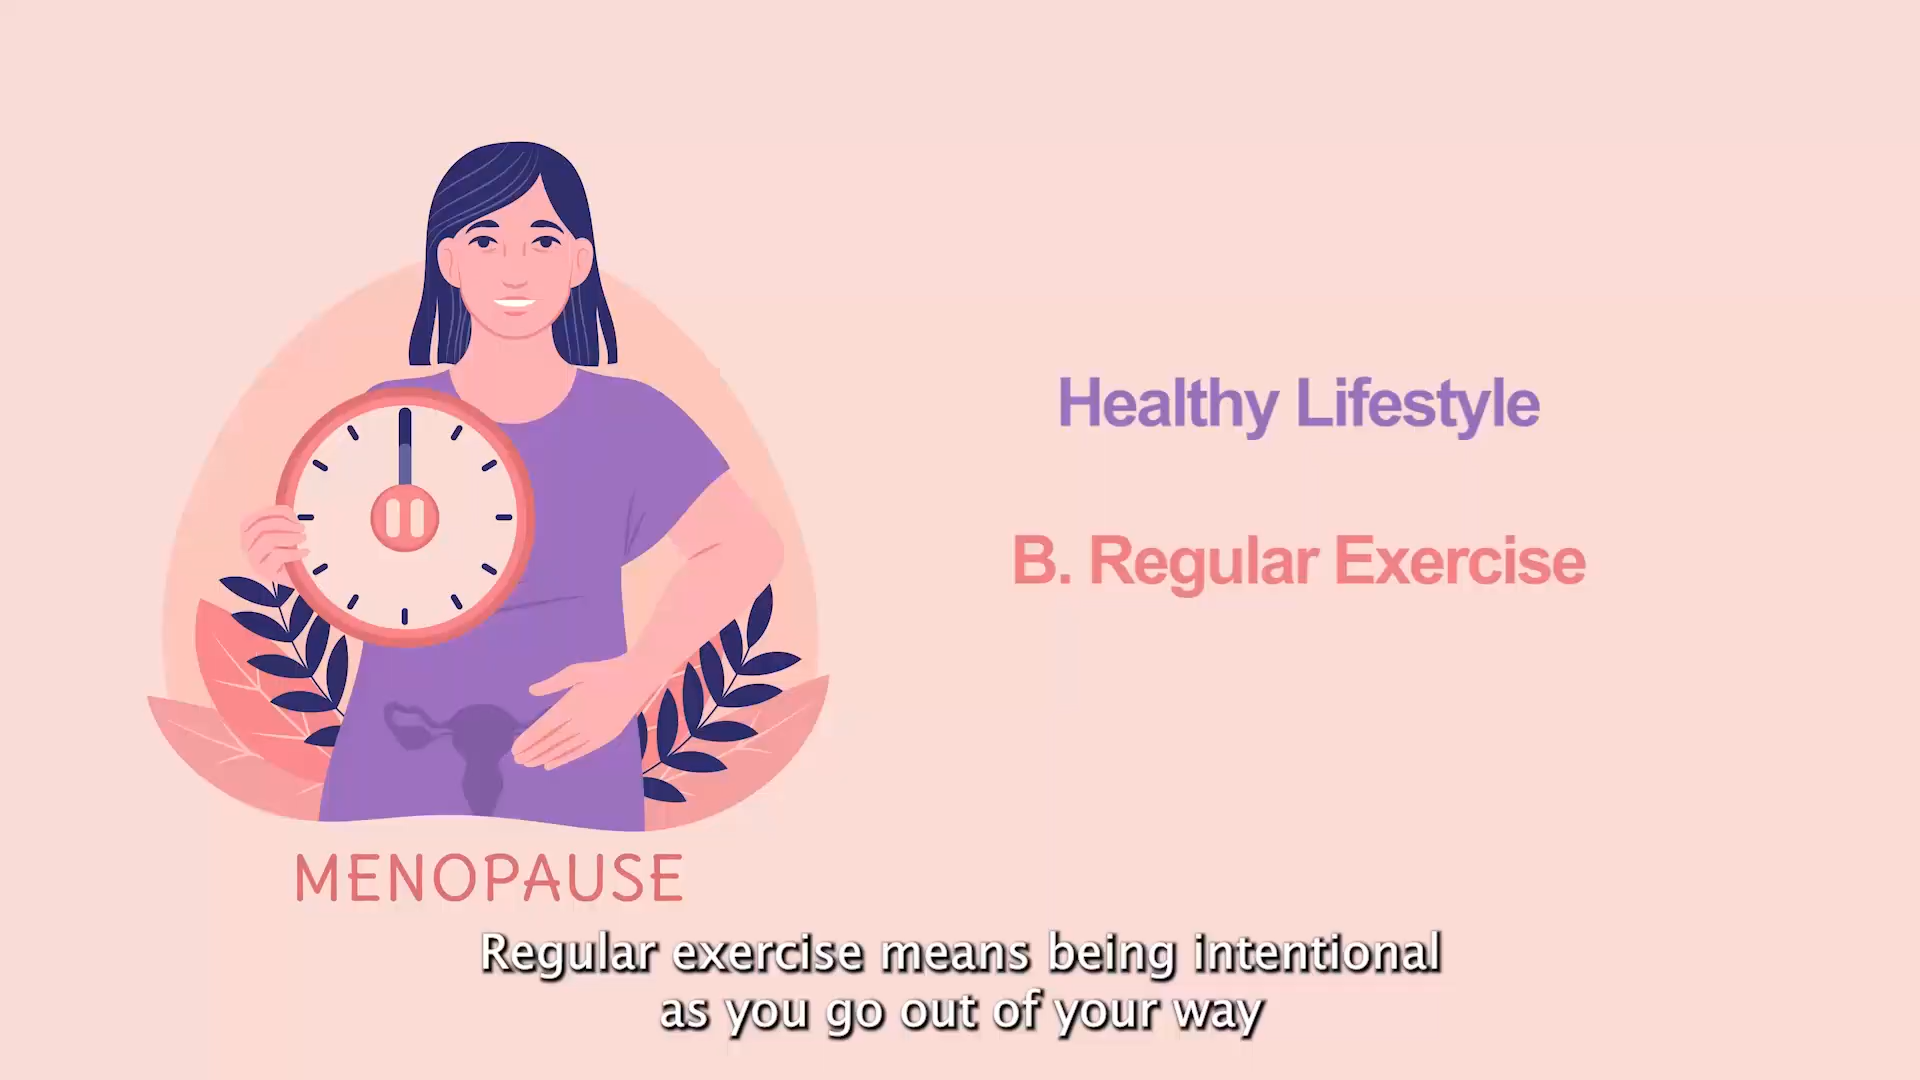 Healthy Lifestyle
B. Regular Exercise
MENOPAUSE
Regular exercise means being intentional
as you go out of your way